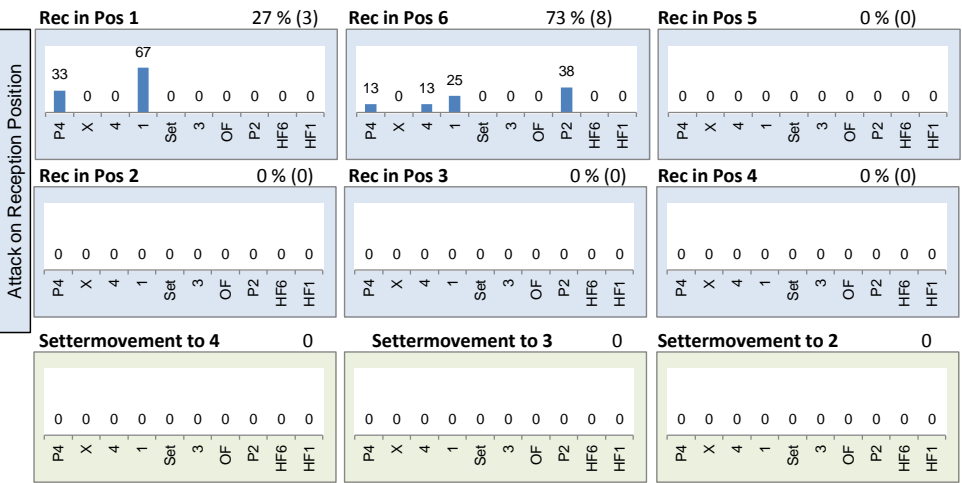 Attack on Reception Position
Rec in Pos 1 27 % (3)
33 0 0 67 0 0 0 0 0 0
P4 X 4 1 Set 3 OF P2 HF6 HF1
Rec in Pos 6 73 % (8)
13 0 13 25 0 0 0 38 0 0
P4 X 4 1 Set 3 OF P2 HF6 HF1
Rec in Pos 5 0 % (0)
0 0 0 0 0 0 0 0 0 0
P4 X 4 1 Set 3 OF P2 HF6 HF1
Rec in Pos 2 0 % (0)
0 0 0 0 0 0 0 0 0 0
P4 X 4 1 Set 3 OF P2 HF6 HF1
Rec in Pos 3 0 % (0)
0 0 0 0 0 0 0 0 0 0
P4 X 4 1 Set 3 OF P2 HF6 HF1
Rec in Pos 4 0 % (0)
0 0 0 0 0 0 0 0 0 0
P4 X 4 1 Set 3 OF P2 HF6 HF1
Settermovement to 4 0
0 0 0 0 0 0 0 0 0 0
P4 X 4 1 Set 3 OF P2 HF6 HF1
Settermovement to 3 0
0 0 0 0 0 0 0 0 0 0
P4 X 4 1 Set 3 OF P2 HF6 HF1
Settermovement to 2 0
0 0 0 0 0 0 0 0 0 0
P4 X 4 1 Set 3 OF P2 HF6 HF1